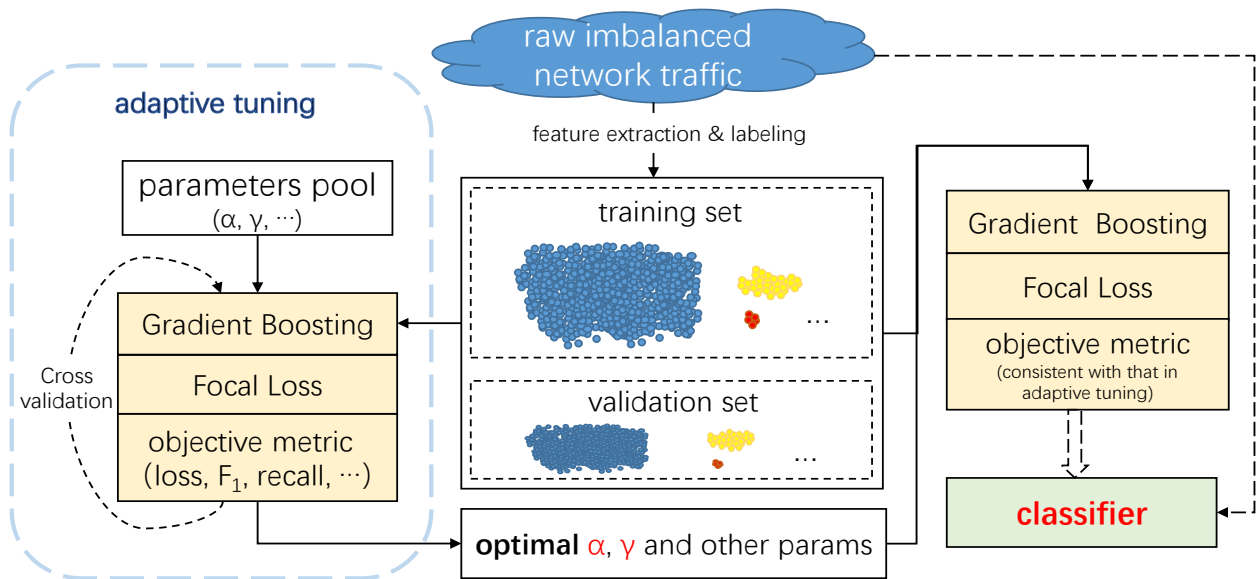 raw imbalanced
network traffic
feature extraction & labeling
adaptive tuning
parameters pool
(α, γ, ···)
Gradient Boosting
Focal Loss
objective metric
(loss, F₁, recall, ···)
Cross
validation
training set
...
validation set
...
optimal α, γ and other params
Gradient Boosting
Focal Loss
objective metric
(consistent with that in
adaptive tuning)
classifier